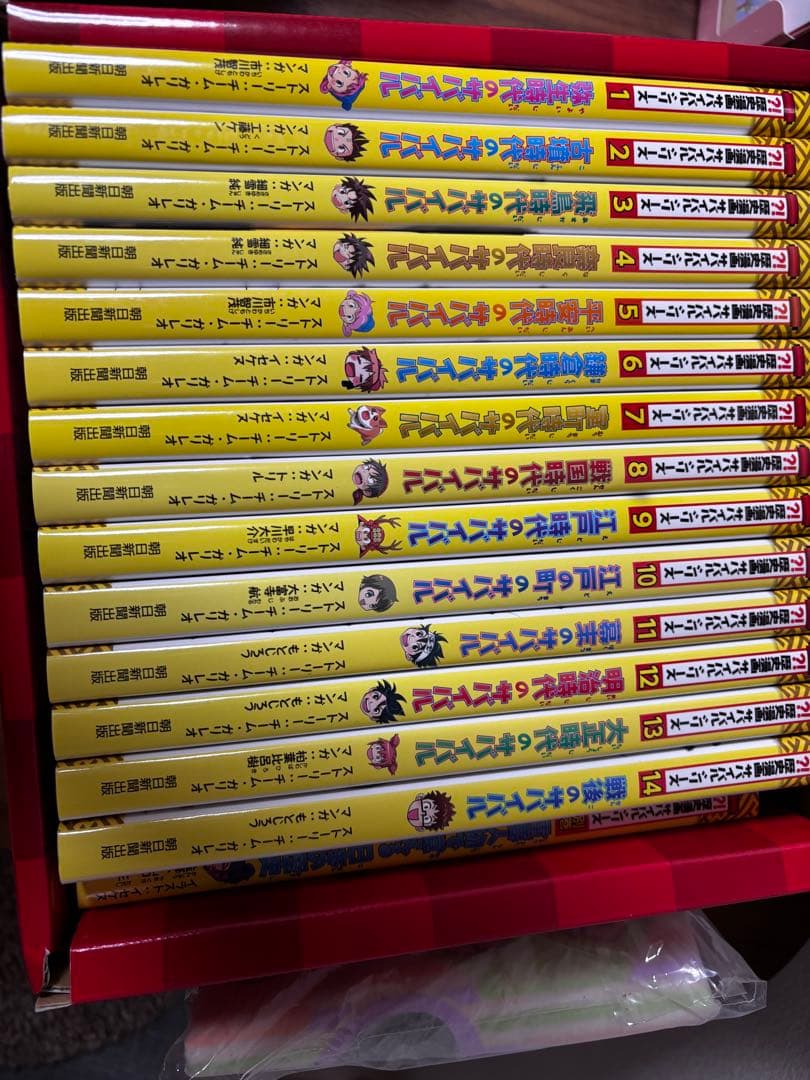 ?!歴史漫画サバイバルシリーズ
1
弥生時代のサバイバル
マンガ：市川智茂
ストーリー：チーム・ガリレオ
朝日新聞出版
?!歴史漫画サバイバルシリーズ
2
古墳時代のサバイバル
マンガ：工藤ケン
ストーリー：チーム・ガリレオ
朝日新聞出版
?!歴史漫画サバイバルシリーズ
3
飛鳥時代のサバイバル
マンガ：細雪純
ストーリー：チーム・ガリレオ
朝日新聞出版
?!歴史漫画サバイバルシリーズ
4
奈良時代のサバイバル
マンガ：細雪純
ストーリー：チーム・ガリレオ
朝日新聞出版
?!歴史漫画サバイバルシリーズ
5
平安時代のサバイバル
マンガ：市川智茂
ストーリー：チーム・ガリレオ
朝日新聞出版
?!歴史漫画サバイバルシリーズ
6
鎌倉時代のサバイバル
マンガ：イセケヌ
ストーリー：チーム・ガリレオ
朝日新聞出版
?!歴史漫画サバイバルシリーズ
7
室町時代のサバイバル
マンガ：イセケヌ
ストーリー：チーム・ガリレオ
朝日新聞出版
?!歴史漫画サバイバルシリーズ
8
戦国時代のサバイバル
マンガ：トリル
ストーリー：チーム・ガリレオ
朝日新聞出版
?!歴史漫画サバイバルシリーズ
9
江戸時代のサバイバル
マンガ：早川大介
ストーリー：チーム・ガリレオ
朝日新聞出版
?!歴史漫画サバイバルシリーズ
10
江戸の町のサバイバル
マンガ：大富寺航
ストーリー：チーム・ガリレオ
朝日新聞出版
?!歴史漫画サバイバルシリーズ
11
幕末のサバイバル
マンガ：もとじろう
ストーリー：チーム・ガリレオ
朝日新聞出版
?!歴史漫画サバイバルシリーズ
12
明治時代のサバイバル
マンガ：もとじろう
ストーリー：チーム・ガリレオ
朝日新聞出版
?!歴史漫画サバイバルシリーズ
13
大正時代のサバイバル
マンガ：柏葉比呂樹
ストーリー：チーム・ガリレオ
朝日新聞出版
?!歴史漫画サバイバルシリーズ
14
戦後のサバイバル
マンガ：もとじろう
ストーリー：チーム・ガリレオ
朝日新聞出版
?!歴史漫画サバイバルシリーズ
イラスト：イセケヌ